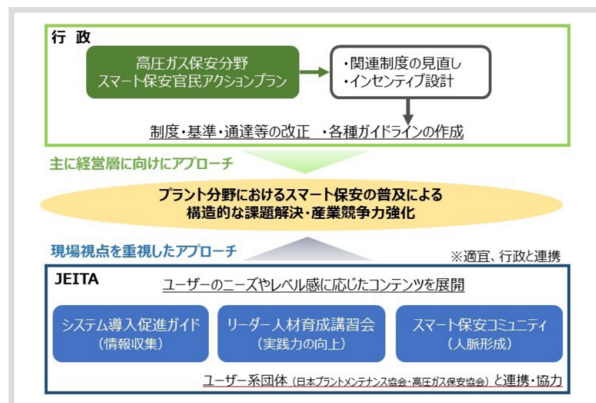 行 政
高圧ガス保安分野
スマート保安官民アクションプラン
・関連制度の見直し
・インセンティブ設計
制度・基準・通達等の改正 ・各種ガイドラインの作成
主に経営層に向けにアプローチ
プラント分野におけるスマート保安の普及による
構造的な課題解決・産業競争力強化
現場視点を重視したアプローチ
※適宜、行政と連携
JEITA
ユーザーのニーズやレベル感に応じたコンテンツを展開
システム導入促進ガイド
(情報収集)
リーダー人材育成講習会
(実践力の向上)
スマート保安コミュニティ
(人脈形成)
ユーザー系団体(日本プラントメンテナンス協会・高圧ガス保安協会)と連携・協力